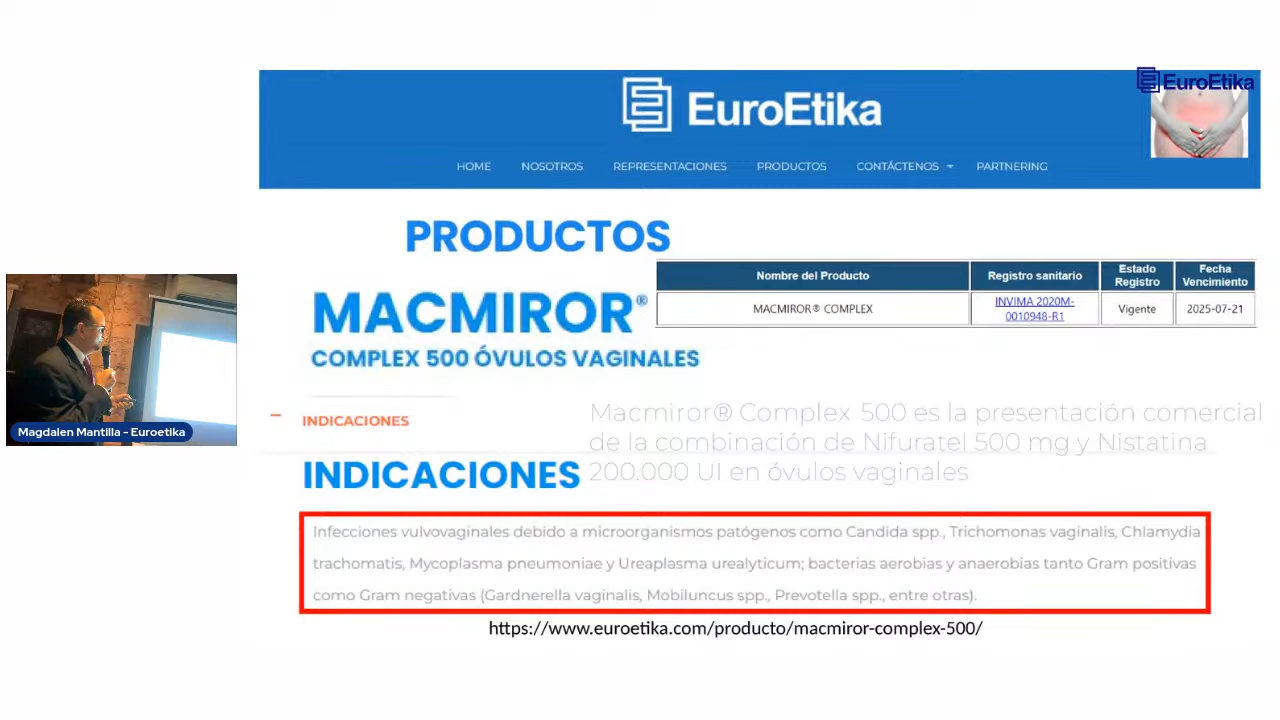 EuroEtika
EuroEtika
HOME NOSOTROS REPRESENTACIONES PRODUCTOS CONTÁCTENOS PARTNERING
PRODUCTOS
Nombre del Producto Registro sanitario Estado Registro Fecha Vencimiento
MACMIROR® COMPLEX INVIMA 2020M-0010948-R1 Vigente 2025-07-21
MACMIROR®
COMPLEX 500 ÓVULOS VAGINALES
INDICACIONES
Macmiror® Complex 500 es la presentación comercial
de la combinación de Nifuratel 500 mg y Nistatina
200.000 UI en óvulos vaginales
INDICACIONES
Infecciones vulvovaginales debido a microorganismos patógenos como Candida spp., Trichomonas vaginalis, Chlamydia
trachomatis, Mycoplasma pneumoniae y Ureaplasma urealyticum; bacterias aerobias y anaerobias tanto Gram positivas
como Gram negativas (Gardnerella vaginalis, Mobiluncus spp., Prevotella spp., entre otras).
https://www.euroetika.com/producto/macmiror-complex-500/
Magdalen Mantilla - Euroetika